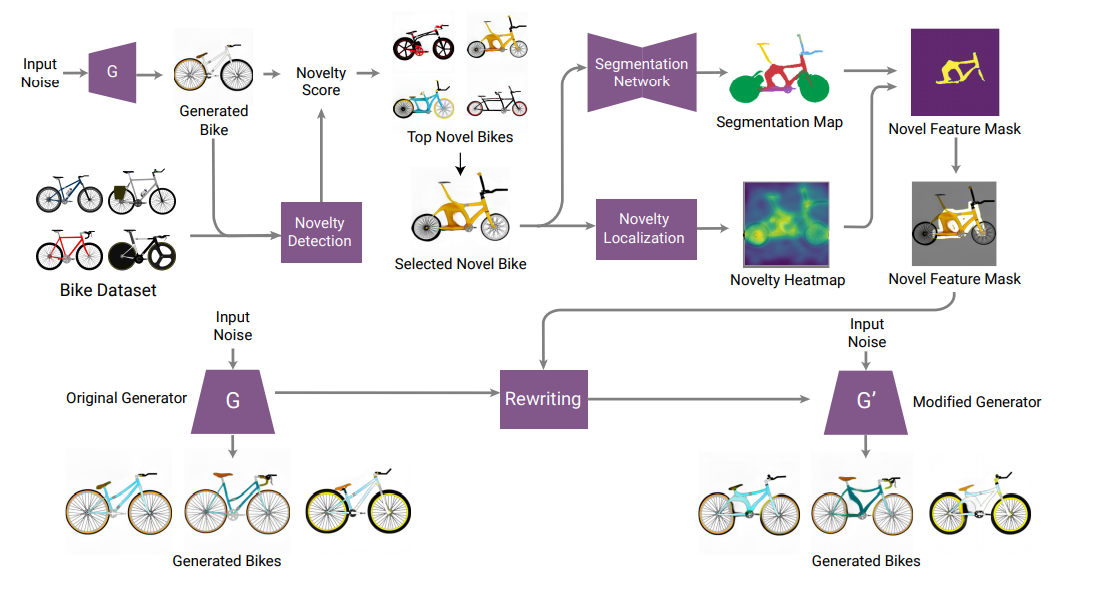 Input
Noise
G
Generated
Bike
Novelty
Score
Top Novel Bikes
Segmentation
Network
Segmentation Map
Novel Feature Mask
Bike Dataset
Novelty
Detection
Selected Novel Bike
Novelty
Localization
Novelty Heatmap
Novel Feature Mask
Input
Noise
Original Generator
G
Rewriting
Input
Noise
G’
Modified Generator
Generated Bikes
Generated Bikes